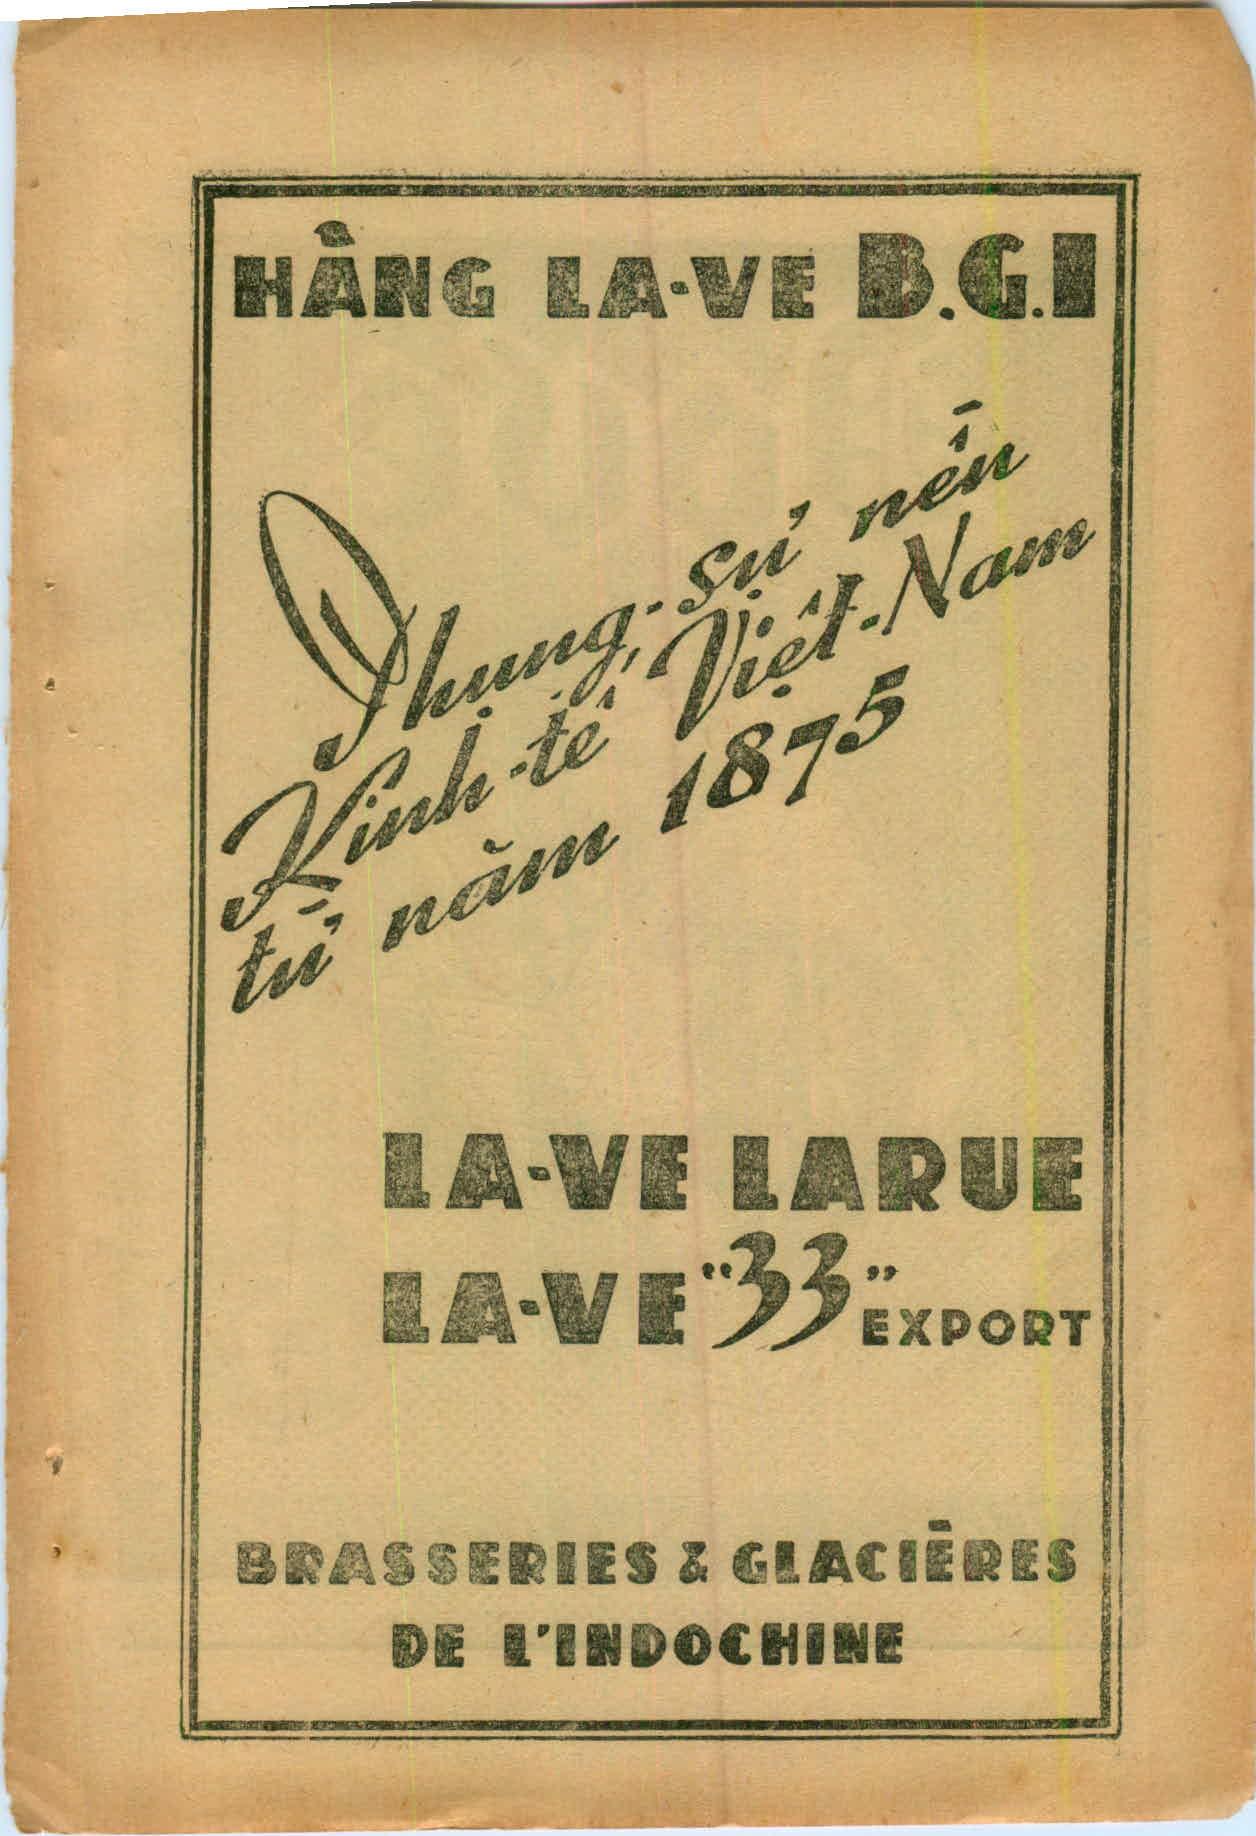 HÃNG LA-VE B.G.I
Phụng-sự nền
Kinh-tế Việt-Nam
từ năm 1875
LA-VE LARUE
LA-VE "33" EXPORT
BRASSERIES & GLACIÈRES
DE L'INDOCHINE